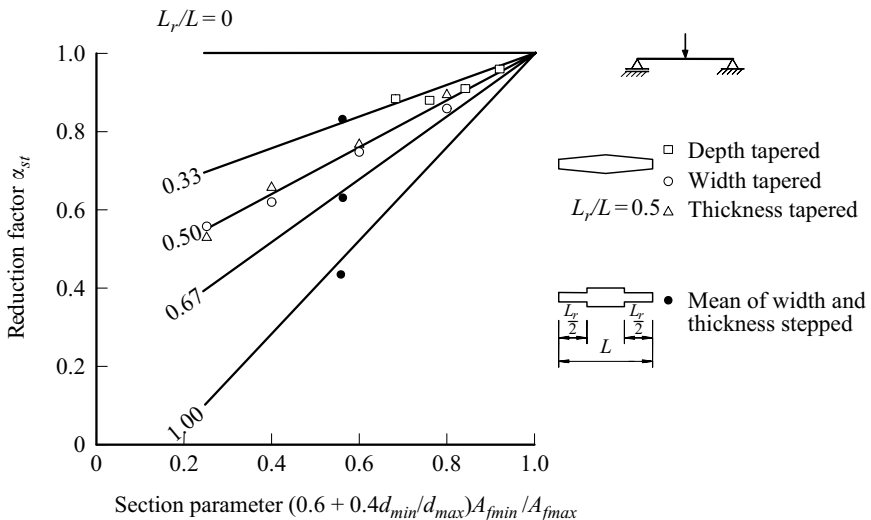 L_r/L = 0
1.0
0.8
0.6
0.4
0.2
0
Reduction factor α_st
0.33
0.50
0.67
1.00
0
0.2
0.4
0.6
0.8
1.0
Section parameter (0.6 + 0.4d_min/d_max)A_fmin/A_fmax
Depth tapered
Width tapered
L_r/L = 0.5 Thickness tapered
Mean of width and
thickness stepped
L_r/2 L_r/2
L